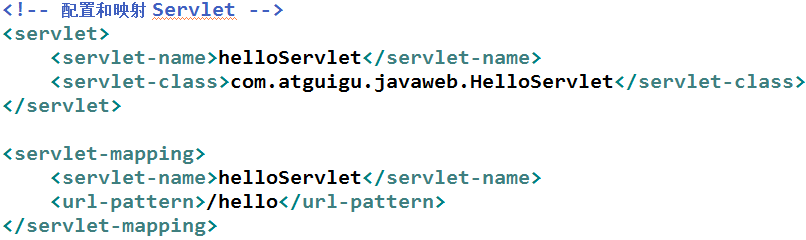 <!-- 配置和映射 Servlet -->
<servlet>
    <servlet-name>helloServlet</servlet-name>
    <servlet-class>com.atguigu.javaweb.HelloServlet</servlet-class>
</servlet>

<servlet-mapping>
    <servlet-name>helloServlet</servlet-name>
    <url-pattern>/hello</url-pattern>
</servlet-mapping>